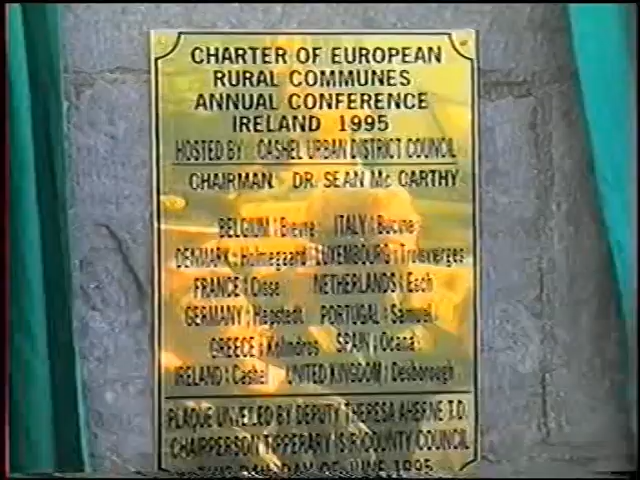 CHARTER OF EUROPEAN
RURAL COMMUNES
ANNUAL CONFERENCE
IRELAND 1995
HOSTED BY CASHEL URBAN DISTRICT COUNCIL
CHAIRMAN DR. SEAN Mc CARTHY
BELGIUM : Bievre ITALY : Bucine
DENMARK : Holmegaard LUXEMBOURG : Troisvierges
FRANCE : Cisse NETHERLANDS : Esch
GERMANY : Hepstedt PORTUGAL : Samuel
GREECE : Kolindros SPAIN : Ocana
IRELAND : Cashel UNITED KINGDOM : Desborough
PLAQUE UNVEILED BY DEPUTY THERESA AHERNE T.D.
CHAIRPERSON TIPPERARY (S.R.) COUNTY COUNCIL
DAY OF JUNE 1995